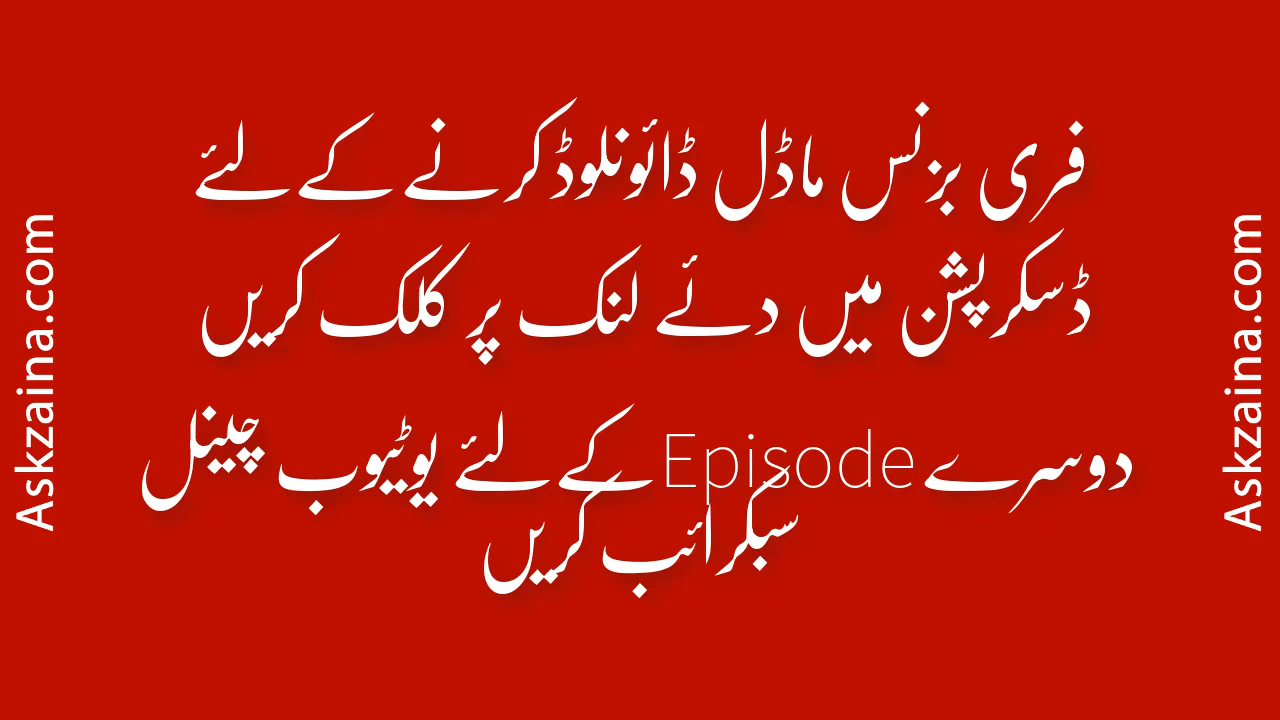 فری بزنس ماڈل ڈائونلوڈ کرنے کے لئے
ڈسکرپشن میں دئے لنک پر کلک کریں
دوسرے Episode کے لئے یوٹیوب چینل
سبکرائب کریں
Askzaina.com
Askzaina.com